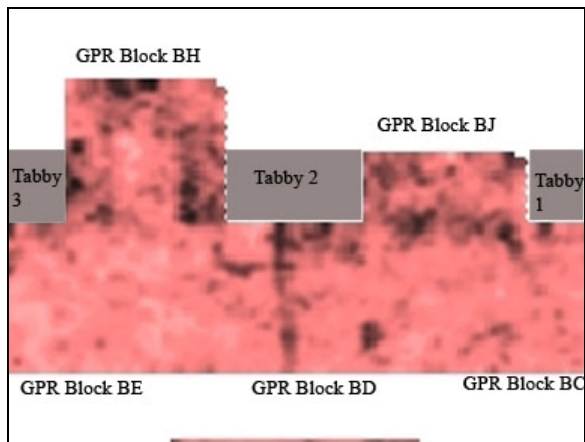 GPR Block BH
GPR Block BJ
Tabby
3
Tabby 2
Tabby
1
GPR Block BE
GPR Block BD
GPR Block BC